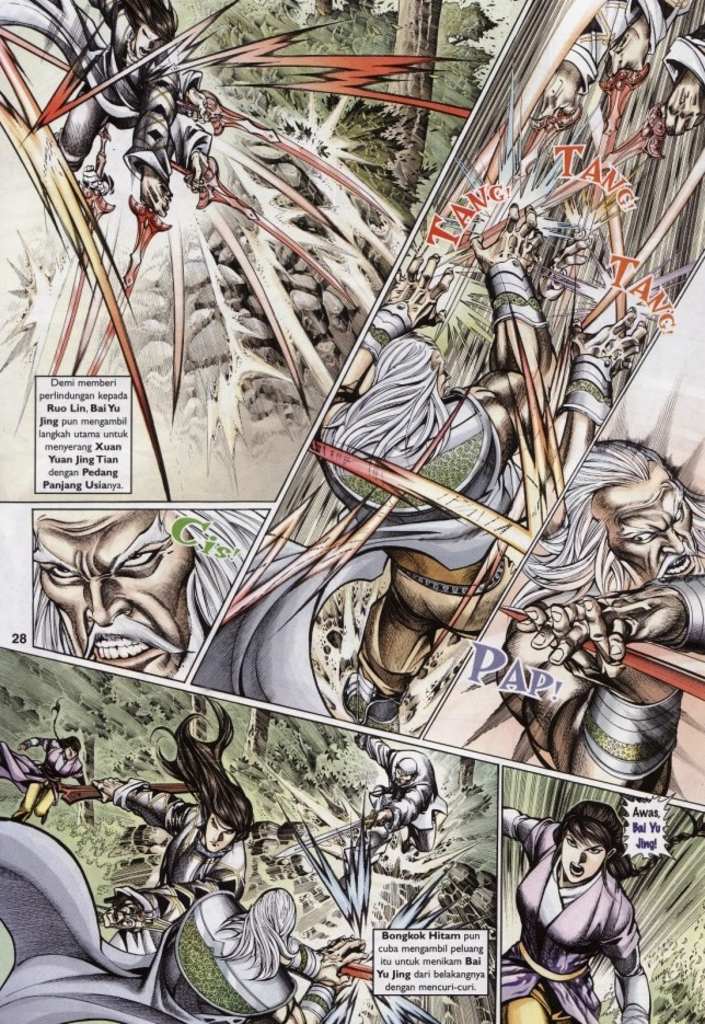 TANG!
TANG!
TANG!
Demi memberi
perlindungan kepada
Ruo Lin, Bai Yu
Jing pun mengambil
langkah utama untuk
menyerang Xuan
Yuan Jing Tian
dengan Pedang
Panjang Usianya.
Cis!
28
PAP!
Awas,
Bai Yu
Jing!
Bongkok Hitam pun
cuba mengambil peluang
itu untuk menikam Bai
Yu Jing dari belakangnya
dengan mencuri-curi.